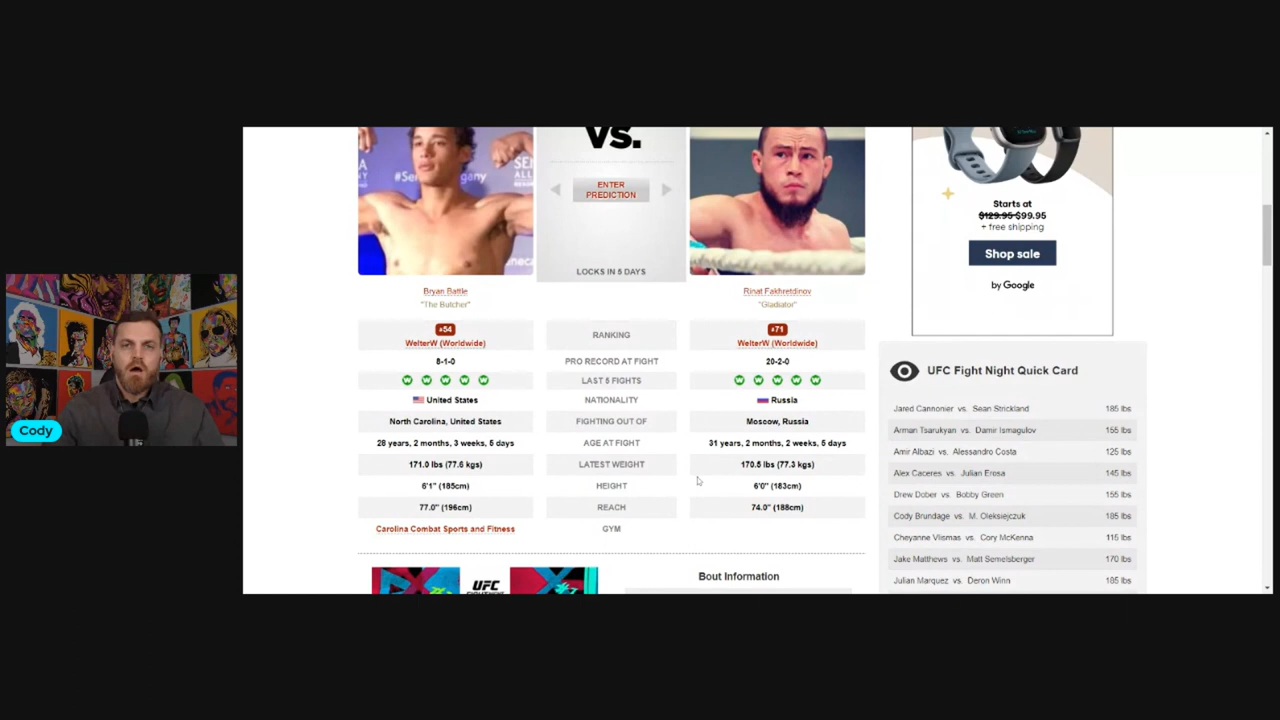 VS.
ENTER
PREDICTION
LOCKS IN 5 DAYS
Bryan Battle
"The Butcher"
Rinat Fakhretdinov
"Gladiator"
#54
WelterW (Worldwide)
RANKING
#71
WelterW (Worldwide)
8-1-0
PRO RECORD AT FIGHT
20-2-0
W W W W W
LAST 5 FIGHTS
W W W W W
United States
NATIONALITY
Russia
North Carolina, United States
FIGHTING OUT OF
Moscow, Russia
28 years, 2 months, 3 weeks, 5 days
AGE AT FIGHT
31 years, 2 months, 2 weeks, 5 days
171.0 lbs (77.6 kgs)
LATEST WEIGHT
170.5 lbs (77.3 kgs)
6'1" (185cm)
HEIGHT
6'0" (183cm)
77.0" (196cm)
REACH
74.0" (188cm)
Carolina Combat Sports and Fitness
GYM
UFC
Bout Information
Starts at
$129.95 $99.95
+ free shipping
Shop sale
by Google
UFC Fight Night Quick Card
Jared Cannonier vs. Sean Strickland 185 lbs
Arman Tsarukyan vs. Damir Ismagulov 155 lbs
Amir Albazi vs. Alessandro Costa 125 lbs
Alex Caceres vs. Julian Erosa 145 lbs
Drew Dober vs. Bobby Green 155 lbs
Cody Brundage vs. M. Oleksiejczuk 185 lbs
Cheyanne Vlismas vs. Cory McKenna 115 lbs
Jake Matthews vs. Matt Semelsberger 170 lbs
Julian Marquez vs. Deron Winn 185 lbs
Cody